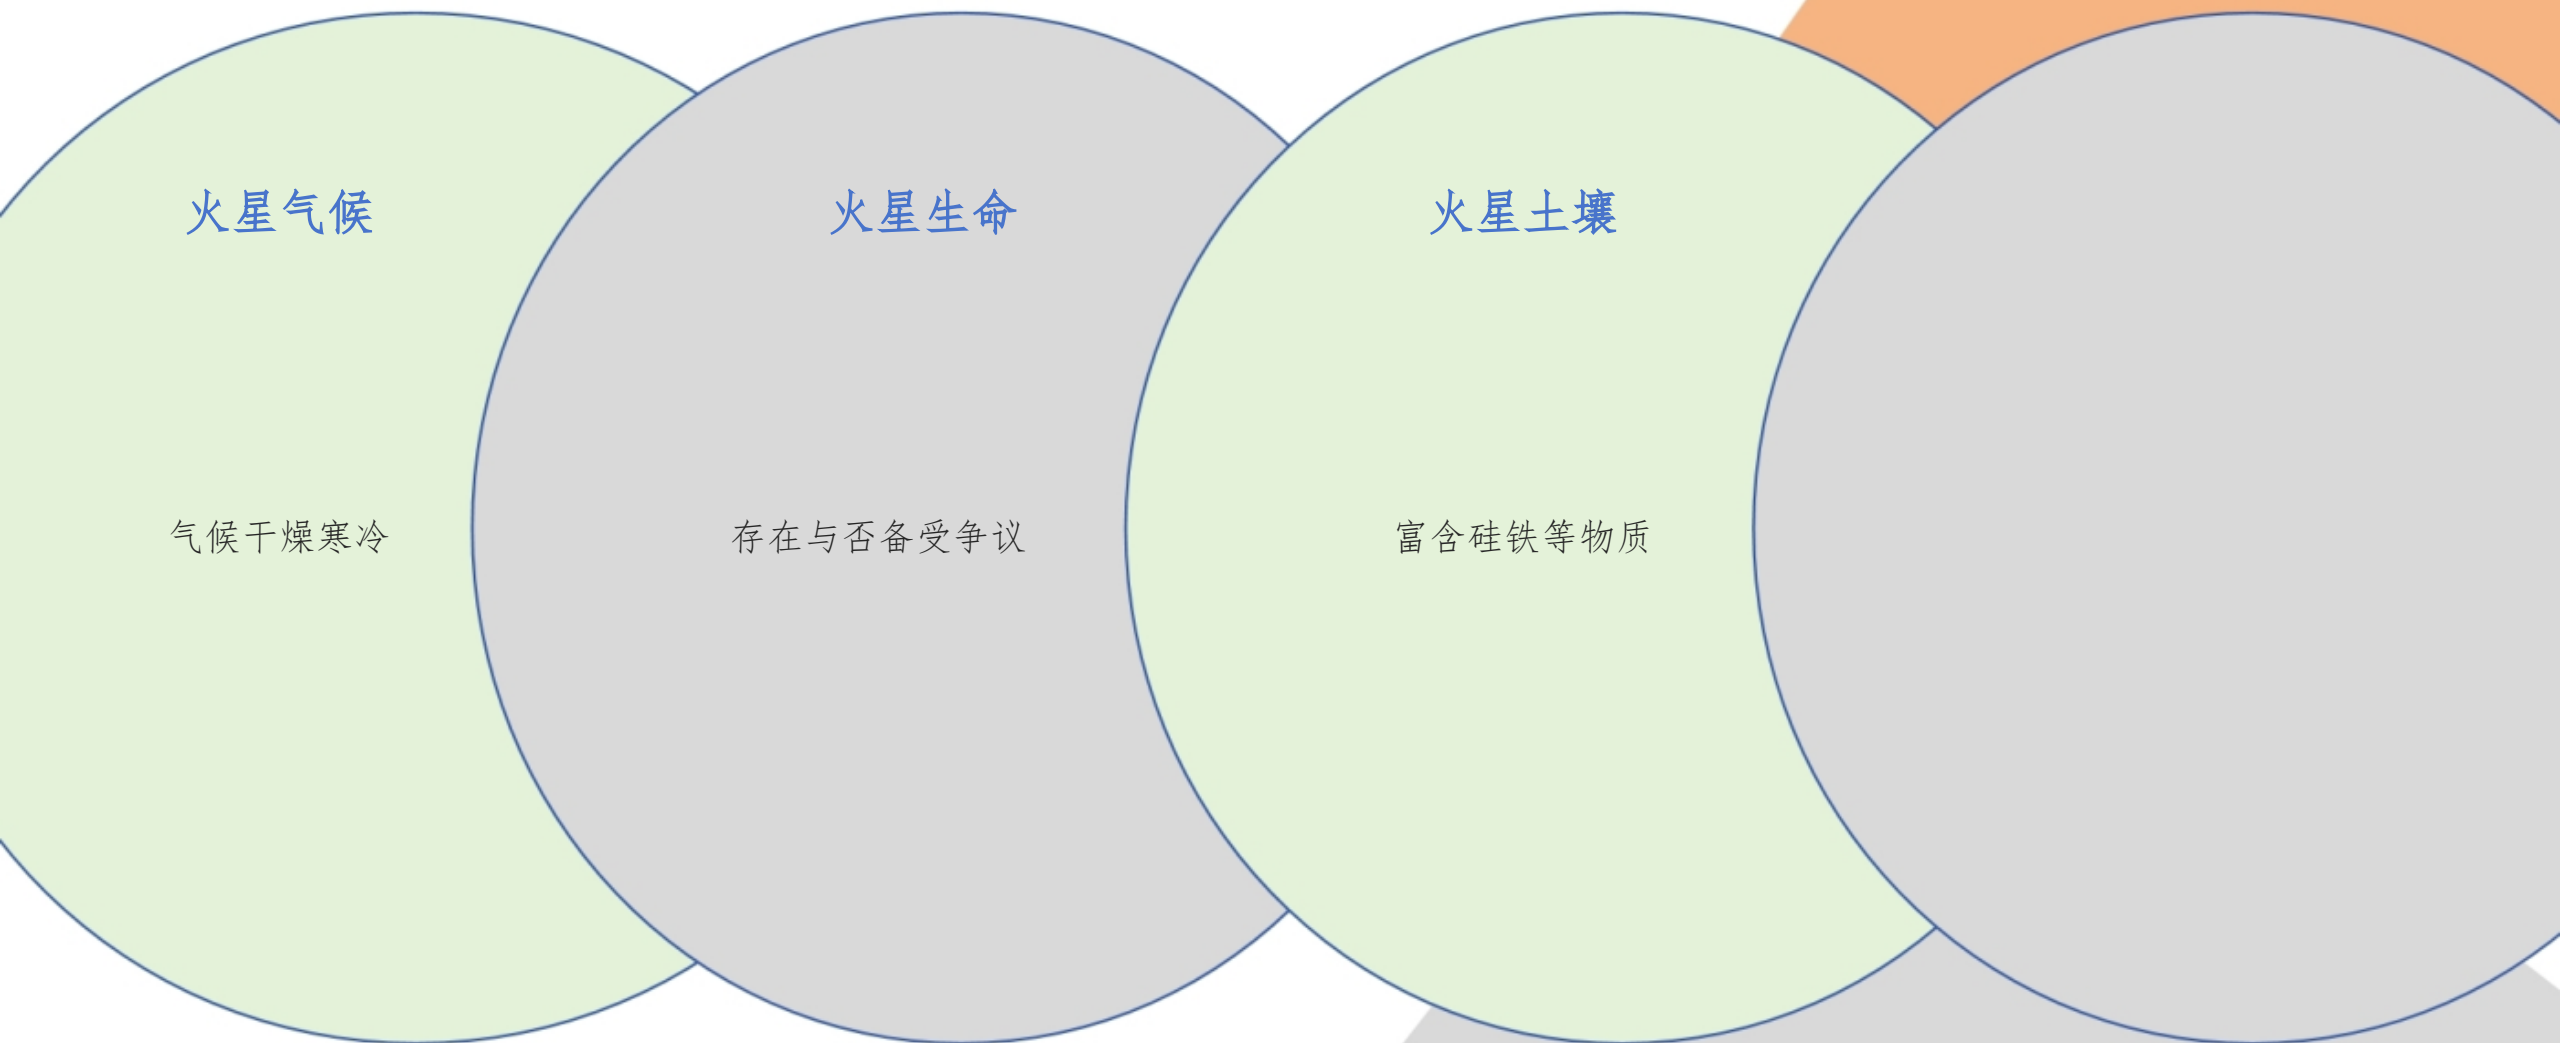 火星气候
气候干燥寒冷
火星生命
存在与否备受争议
火星土壤
富含硅铁等物质